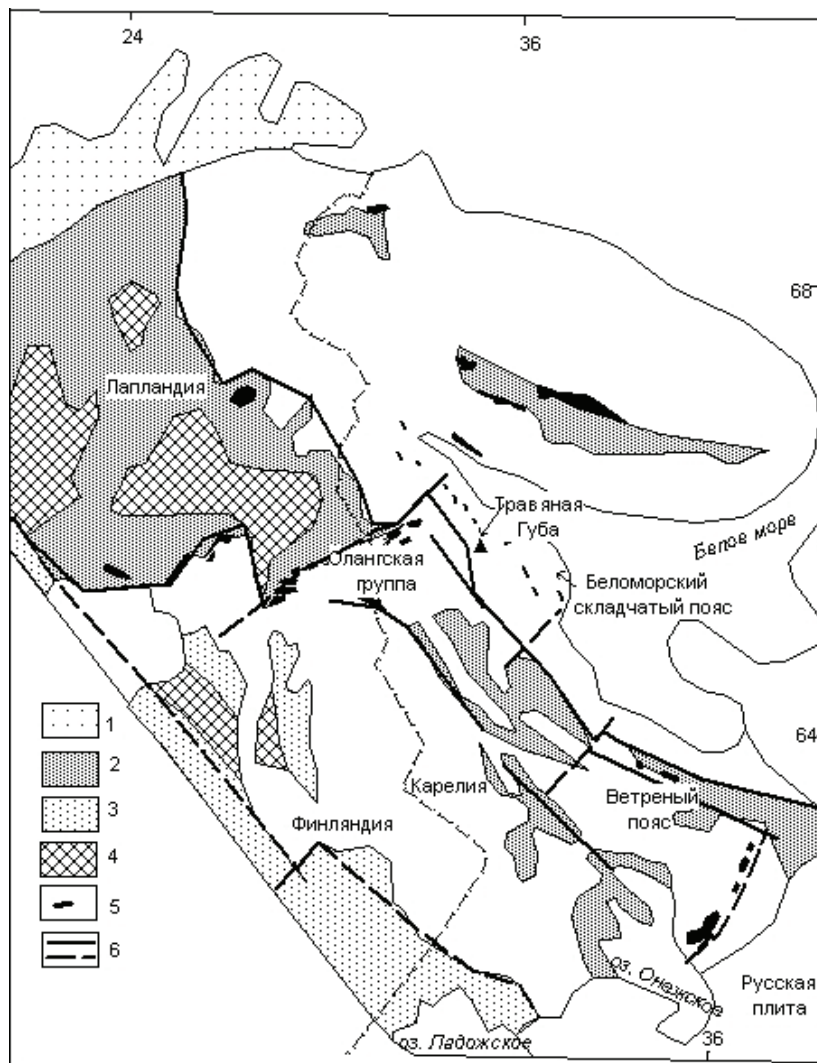 24
36
68
Лапландия
Травяная
Губа
Белое море
Олангская
группа
Беломорский
складчатый пояс
64
1
2
3
4
5
6
Карелия
Ветреный
пояс
Финляндия
оз. Онежское
Русская
плита
оз. Ладожское
36